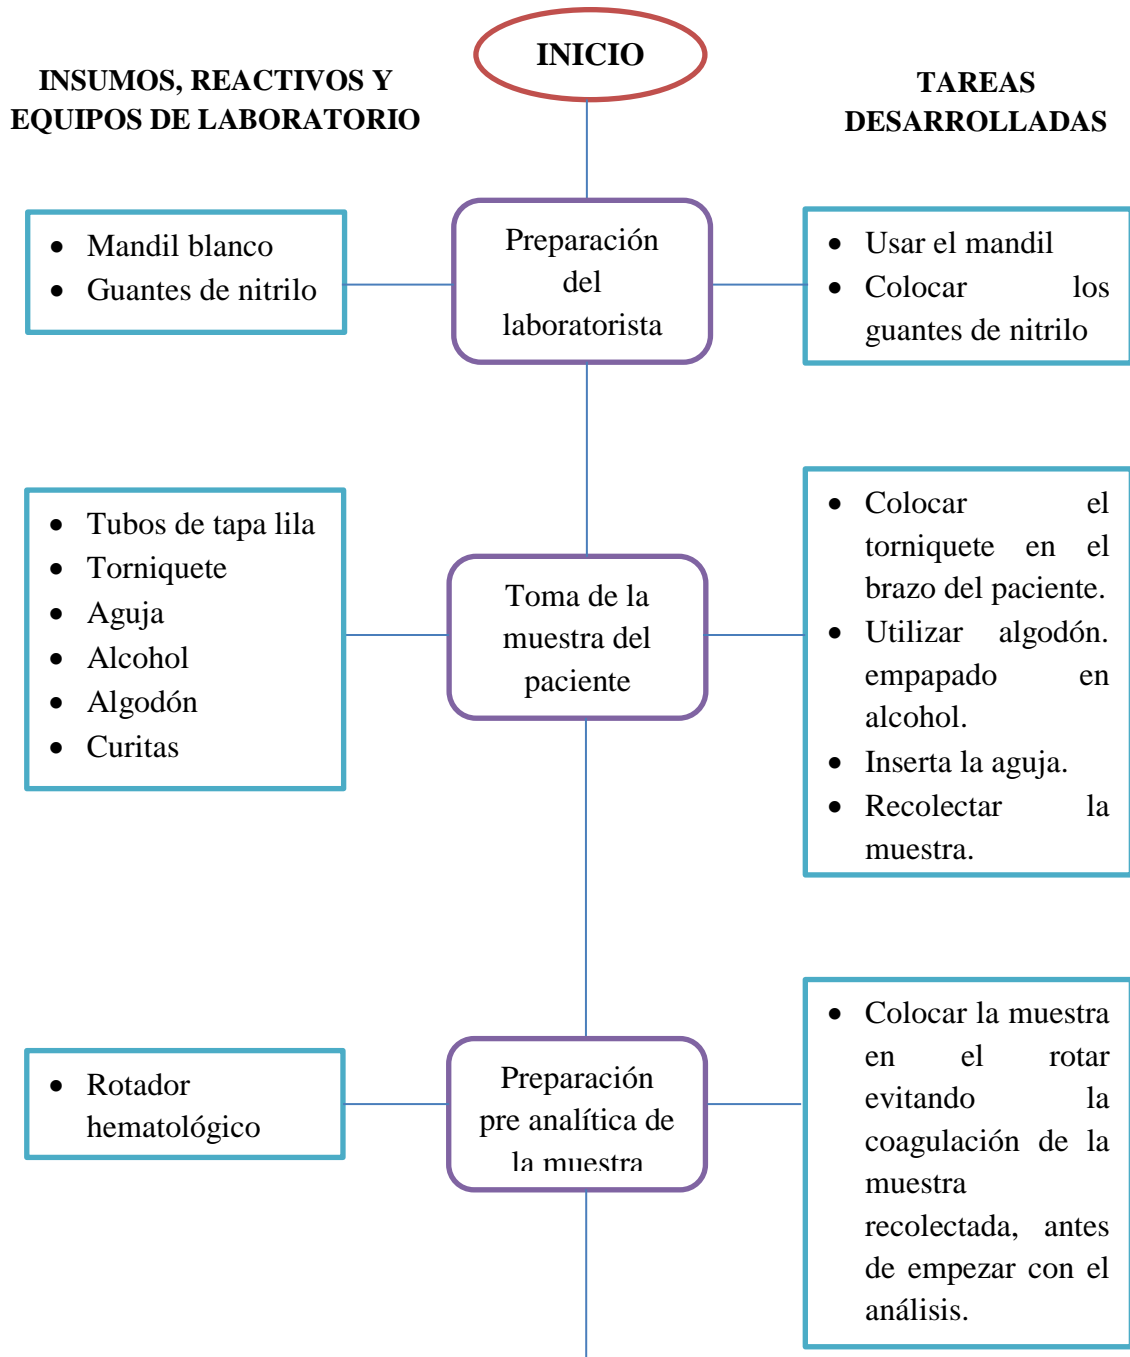 INICIO
INSUMOS, REACTIVOS Y
EQUIPOS DE LABORATORIO
TAREAS
DESARROLLADAS
• Mandil blanco
• Guantes de nitrilo
Preparación
del
laboratorista
• Usar el mandil
• Colocar los
guantes de nitrilo
• Tubos de tapa lila
• Torniquete
• Aguja
• Alcohol
• Algodón
• Curitas
Toma de la
muestra del
paciente
• Colocar el
torniquete en el
brazo del paciente.
• Utilizar algodón.
empapado en
alcohol.
• Inserta la aguja.
• Recolectar la
muestra.
• Rotador
hematológico
Preparación
pre analítica de
la muestra
• Colocar la muestra
en el rotar
evitando la
coagulación de la
muestra
recolectada, antes
de empezar con el
análisis.